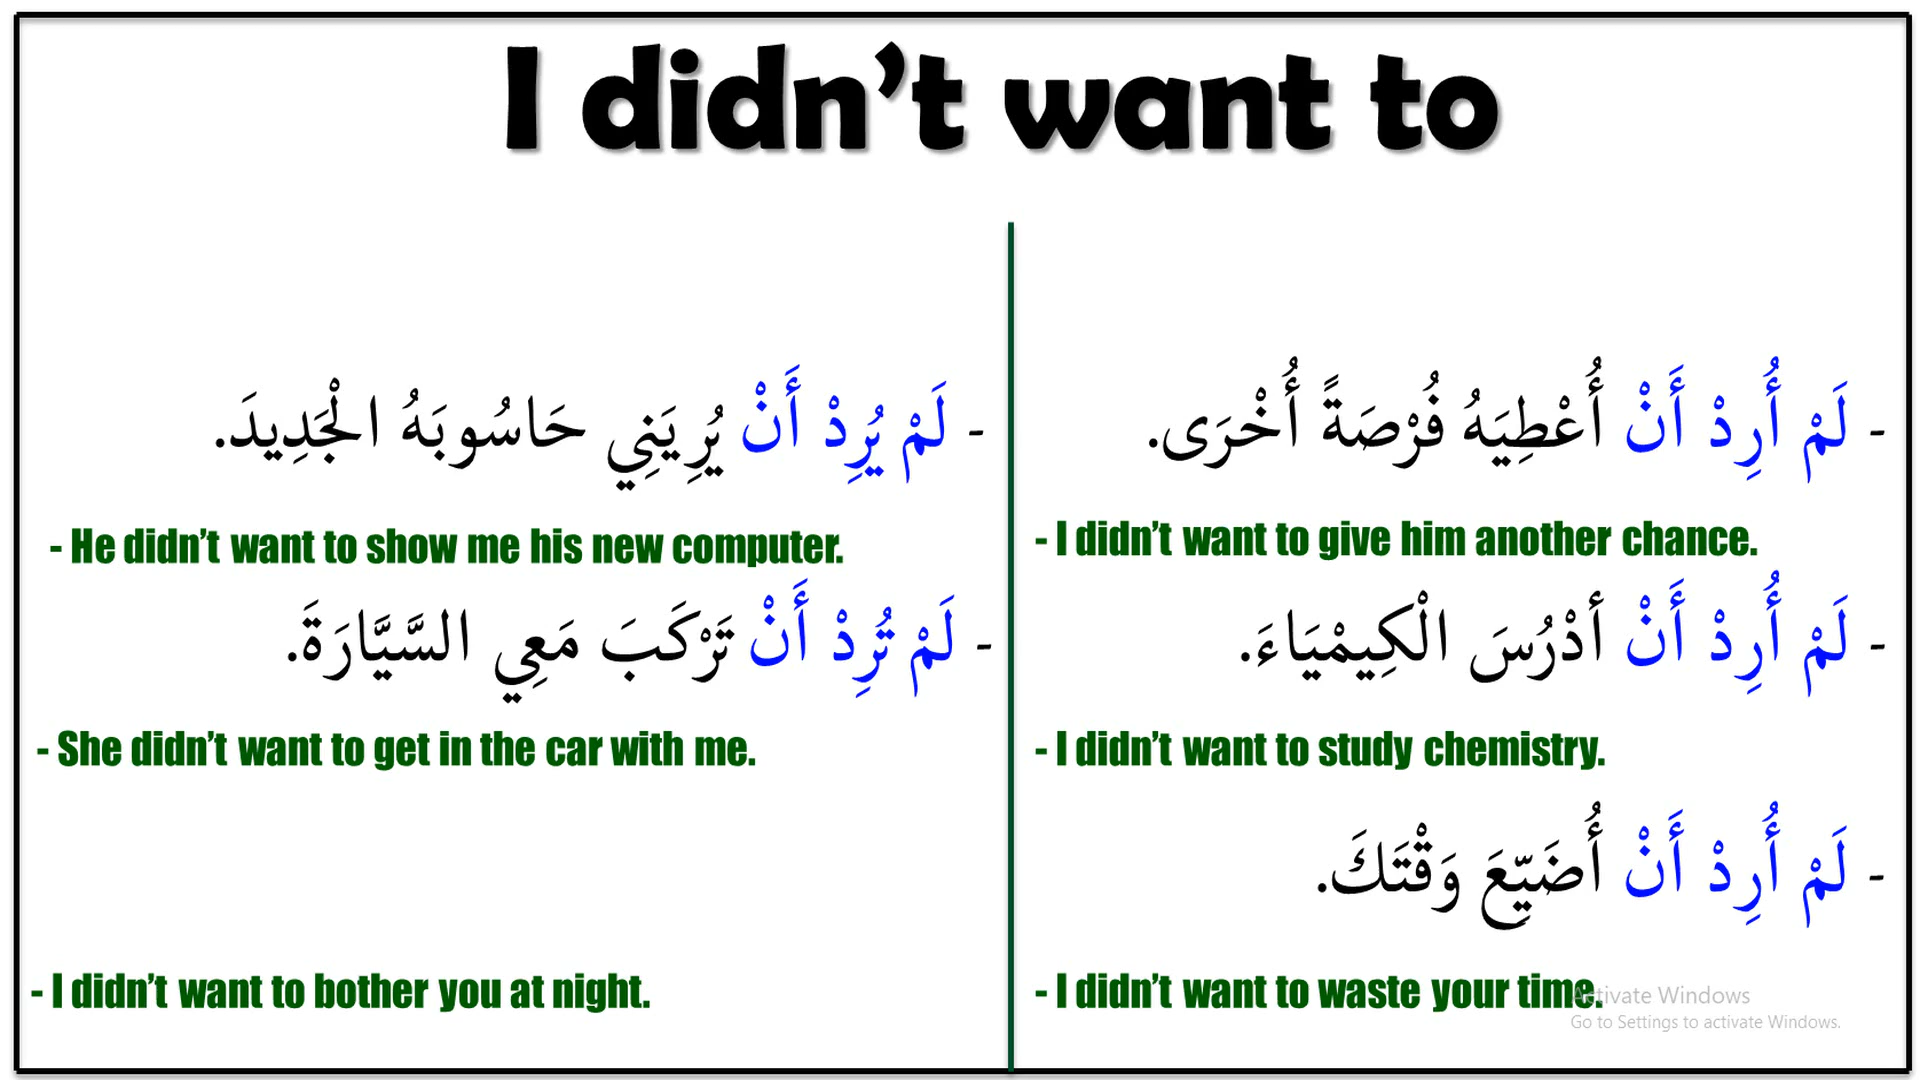 I didn’t want to
- لَمْ أُرِدْ أَنْ أُعْطِيَهُ فُرْصَةً أُخْرَى.
- I didn’t want to give him another chance.
- لَمْ أُرِدْ أَنْ أدْرُسَ الْكِيمْيَاءَ.
- I didn’t want to study chemistry.
- لَمْ أُرِدْ أَنْ أُضَيِّعَ وَقْتَكَ.
- I didn’t want to waste your time.
- لَمْ يُرِدْ أَنْ يُرِيَنِي حَاسُوبَهُ الْجَدِيدَ.
- He didn’t want to show me his new computer.
- لَمْ تُرِدْ أَنْ تَرْكَبَ مَعِي السَّيَّارَةَ.
- She didn’t want to get in the car with me.
- I didn’t want to bother you at night.
Activate Windows
Go to Settings to activate Windows.